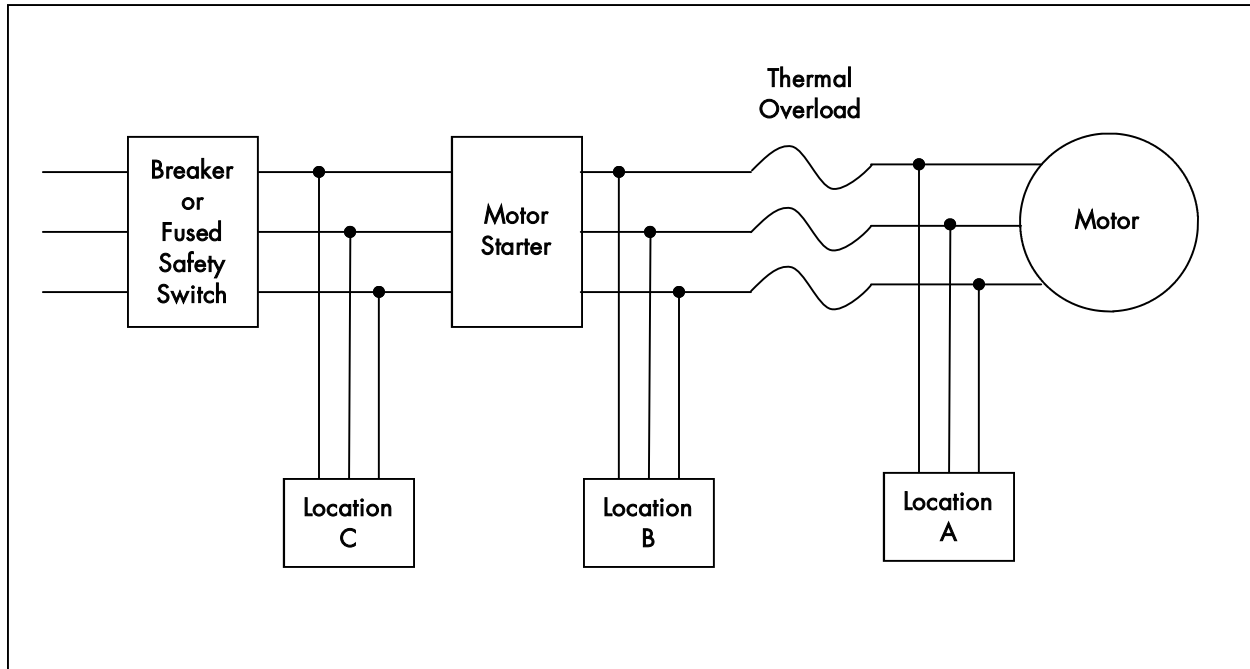 Thermal
Overload
Breaker
or
Fused
Safety
Switch
Motor
Starter
Motor
Location
C
Location
B
Location
A